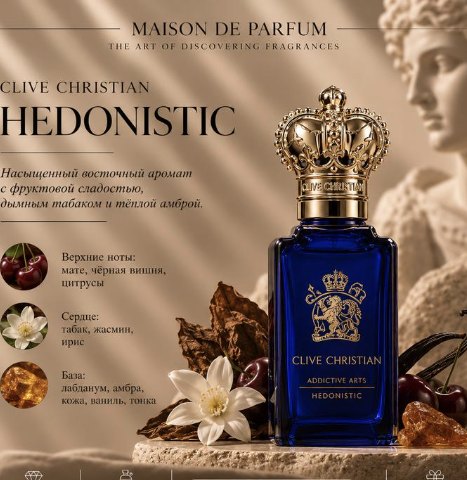 MAISON DE PARFUM
THE ART OF DISCOVERING FRAGRANCES
CLIVE CHRISTIAN
HEDONISTIC
Насыщенный восточный аромат
с фруктовой сладостью,
дымным табаком и тёплой амброй.
Верхние ноты:
мате, чёрная вишня,
цитрусы
Сердце:
табак, жасмин,
ирис
База:
лабданум, амбра,
кожа, ваниль, тонка
CLIVE CHRISTIAN
CLIVE CHRISTIAN
ADDICTIVE ARTS
HEDONISTIC